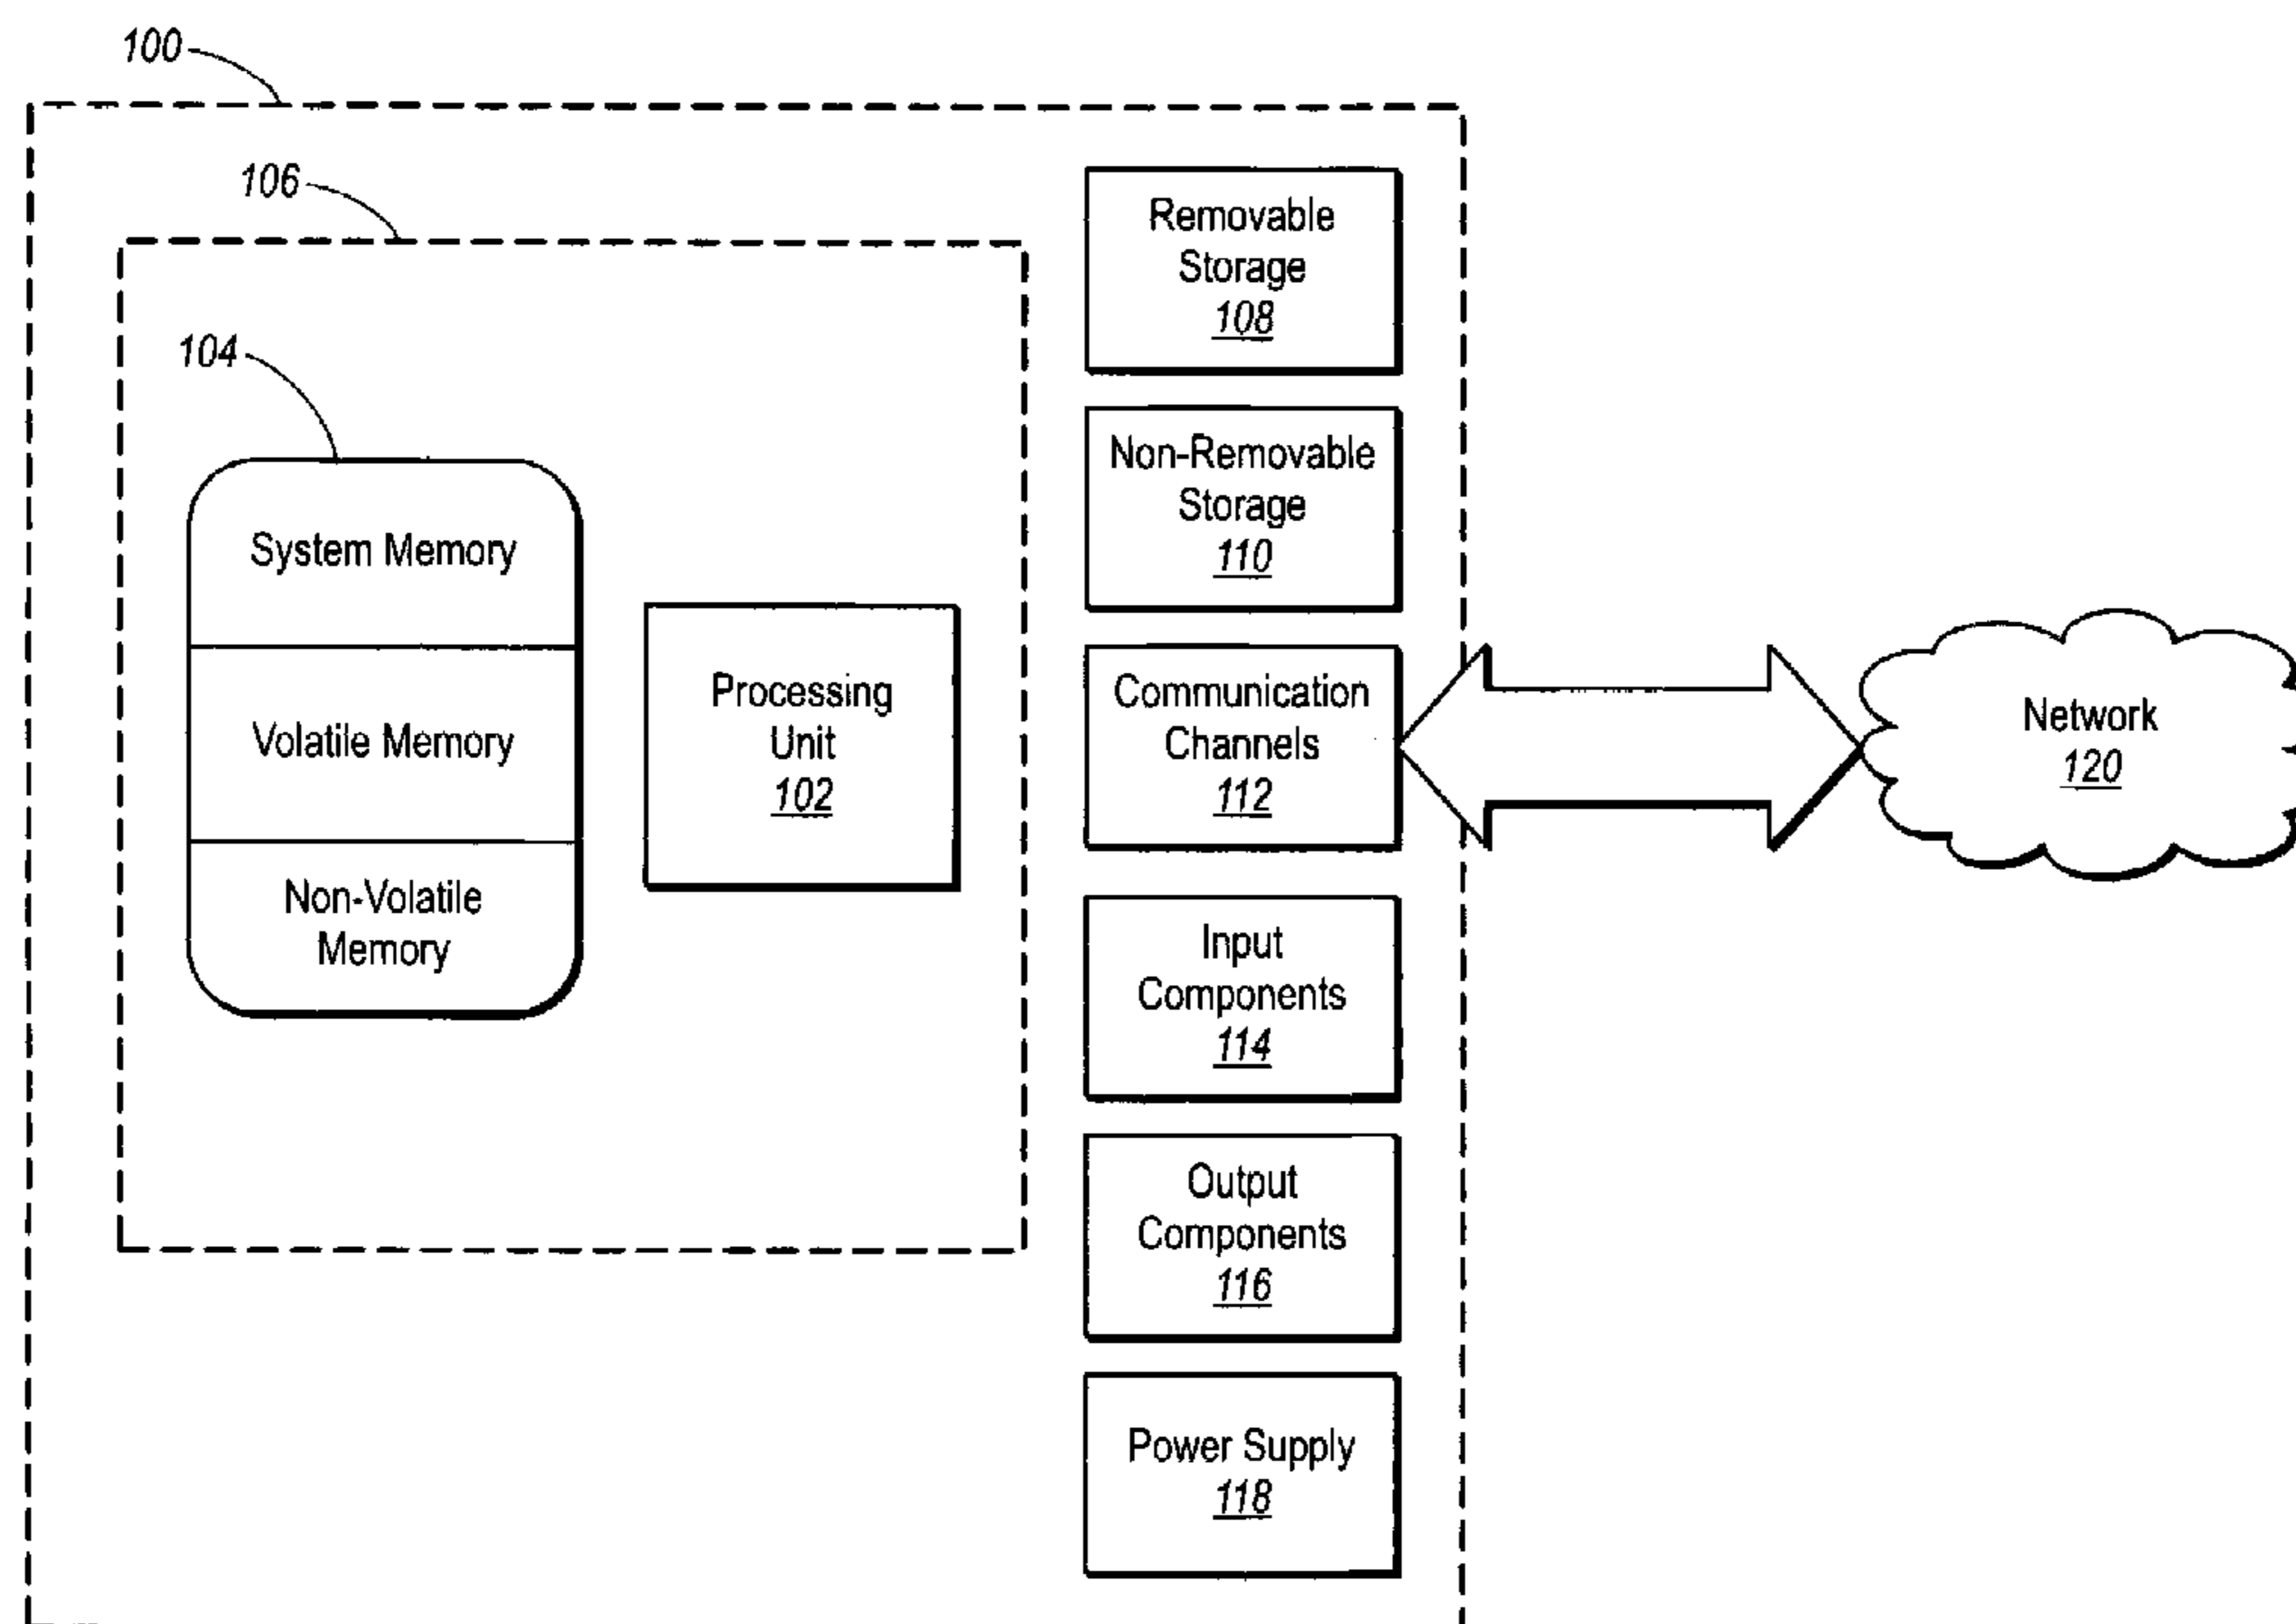 100
106
104
System Memory
Volatile Memory
Non-Volatile
Memory
Processing
Unit
102
Removable
Storage
108
Non-Removable
Storage
110
Communication
Channels
112
Input
Components
114
Output
Components
116
Power Supply
118
Network
120